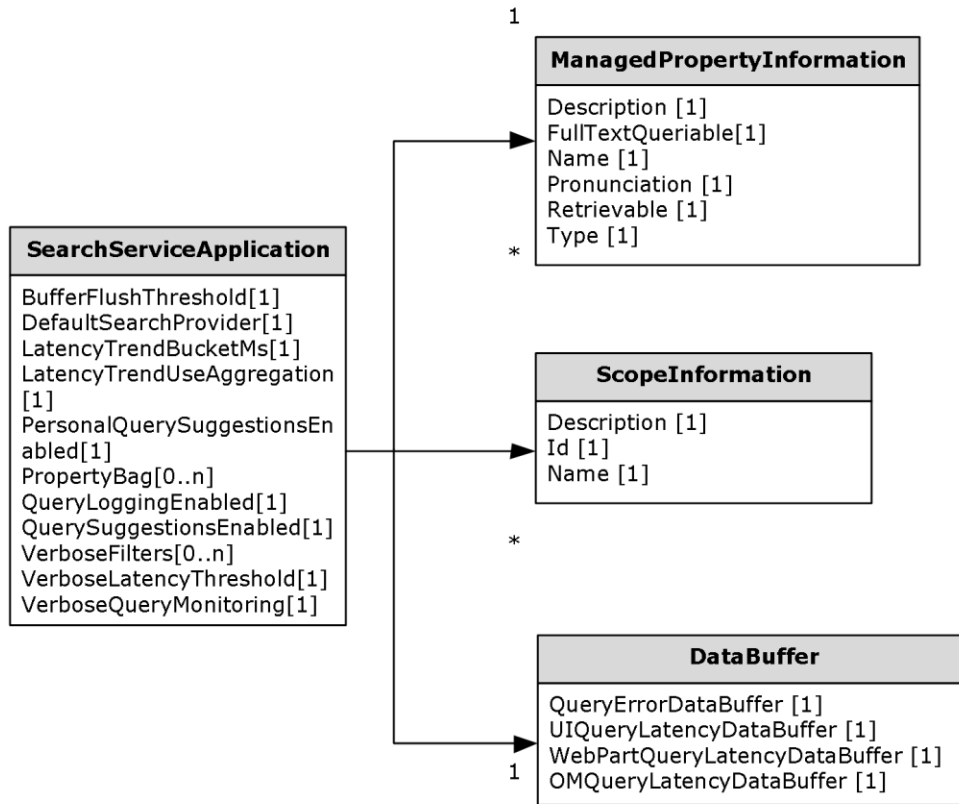 1
ManagedPropertyInformation
Description [1]
FullTextQueriable[1]
Name [1]
Pronunciation [1]
Retrievable [1]
Type [1]
SearchServiceApplication
BufferFlushThreshold[1]
DefaultSearchProvider[1]
LatencyTrendBucketMs[1]
LatencyTrendUseAggregation
[1]
PersonalQuerySuggestionsEn
abled[1]
PropertyBag[0..n]
QueryLoggingEnabled[1]
QuerySuggestionsEnabled[1]
VerboseFilters[0..n]
VerboseLatencyThreshold[1]
VerboseQueryMonitoring[1]
*
ScopeInformation
Description [1]
Id [1]
Name [1]
*
DataBuffer
QueryErrorDataBuffer [1]
UIQueryLatencyDataBuffer [1]
WebPartQueryLatencyDataBuffer [1]
OMQueryLatencyDataBuffer [1]
1